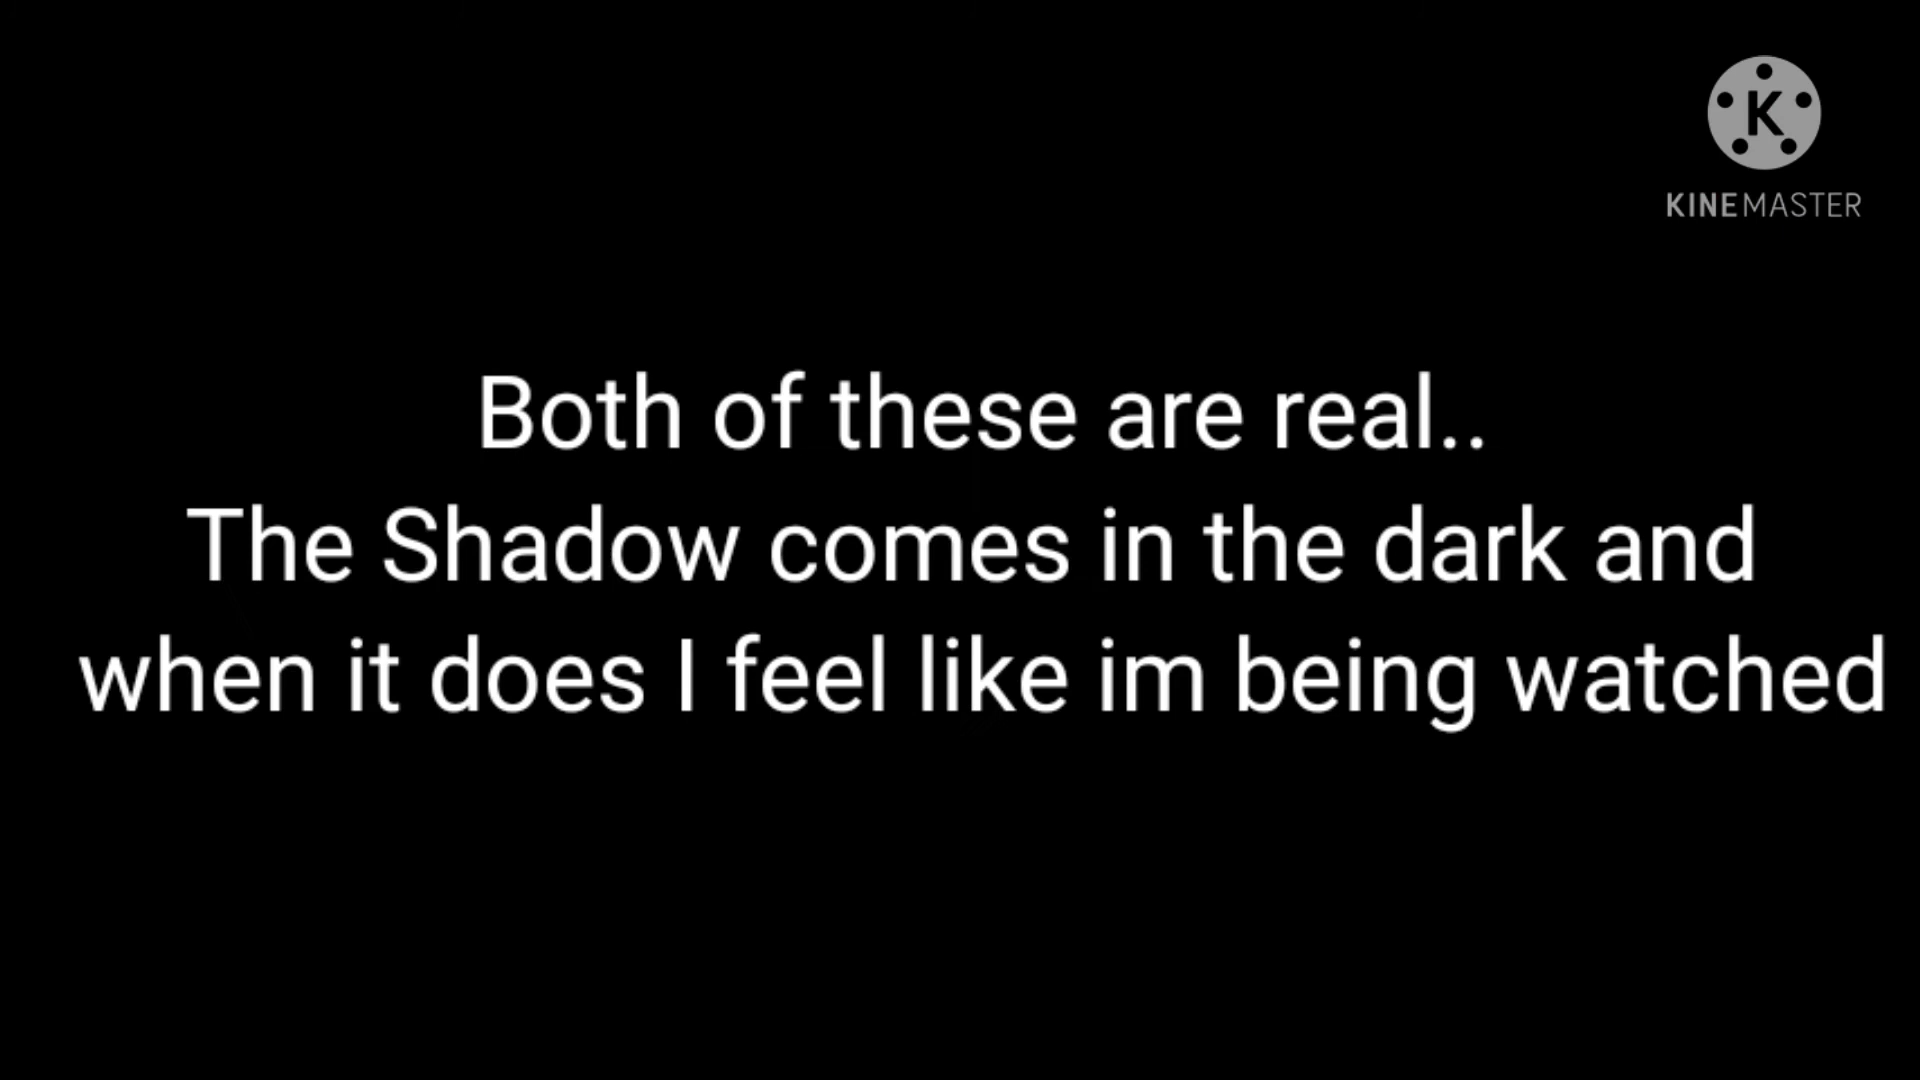 K
KINEMASTER
Both of these are real..
The Shadow comes in the dark and
when it does I feel like im being watched